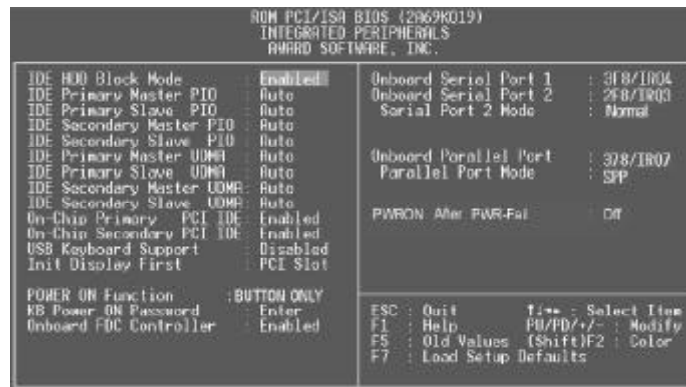 ROM PCI/ISA BIOS (2A69K019)
INTEGRATED PERIPHERALS
AWARD SOFTWARE, INC.
IDE HDD Block Mode : Enabled
IDE Primary Master PIO : Auto
IDE Primary Slave PIO : Auto
IDE Secondary Master PIO : Auto
IDE Secondary Slave PIO : Auto
IDE Primary Master UDMA : Auto
IDE Primary Slave UDMA : Auto
IDE Secondary Master UDMA: Auto
IDE Secondary Slave UDMA: Auto
On-Chip Primary PCI IDE: Enabled
On-Chip Secondary PCI IDE: Enabled
USB Keyboard Support : Disabled
Init Display First : PCI Slot
POWER ON Function :BUTTON ONLY
KB Power ON Password : Enter
Onboard FDC Controller : Enabled
Onboard Serial Port 1 : 3F8/IRQ4
Onboard Serial Port 2 : 2F8/IRQ3
Serial Port 2 Mode : Normal
Onboard Parallel Port : 378/IRQ7
Parallel Port Mode : SPP
PWRON After PWR-Fail : Off
ESC : Quit ↑↓→← : Select Item
F1 : Help PU/PD/+/- : Modify
F5 : Old Values (Shift)F2 : Color
F7 : Load Setup Defaults